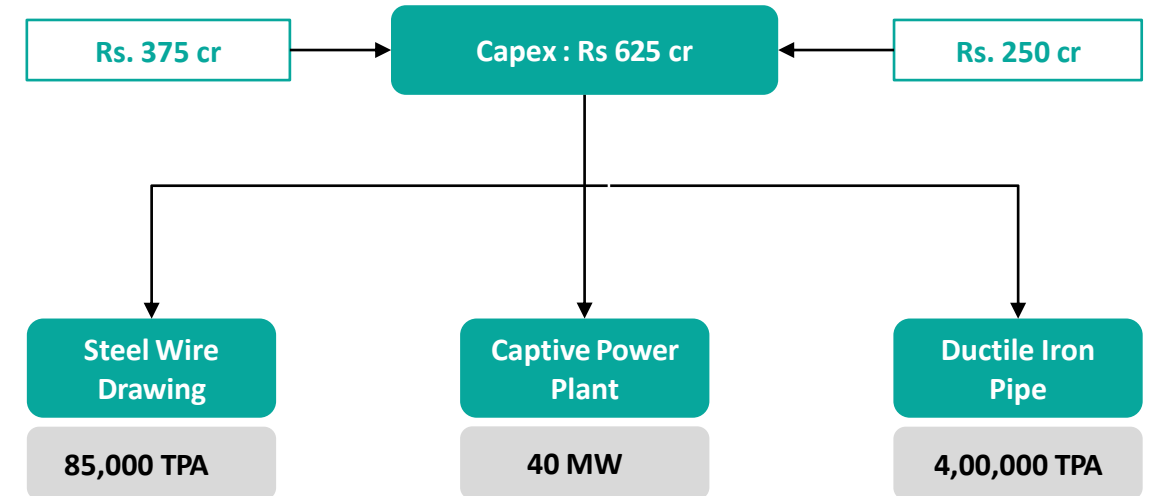 Rs. 375 cr
Capex : Rs 625 cr
Rs. 250 cr
Steel Wire
Drawing
Captive Power
Plant
Ductile Iron
Pipe
85,000 TPA
40 MW
4,00,000 TPA